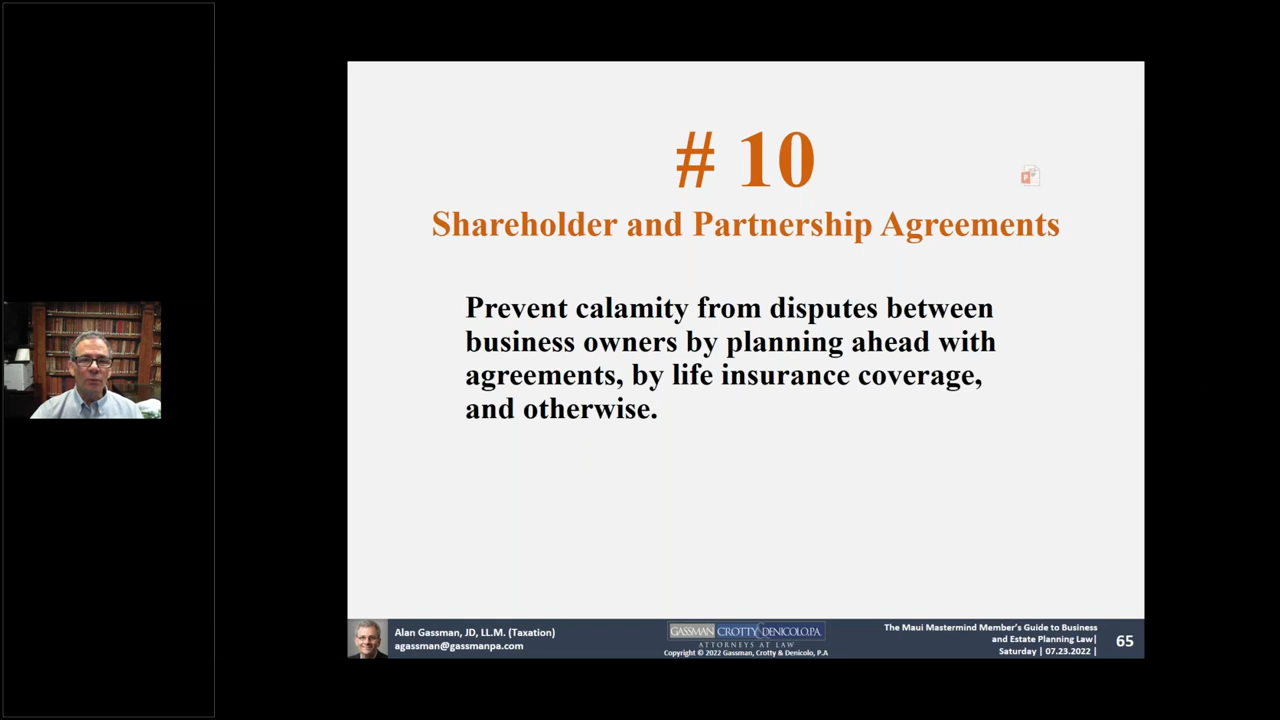 # 10
Shareholder and Partnership Agreements
Prevent calamity from disputes between
business owners by planning ahead with
agreements, by life insurance coverage,
and otherwise.
Alan Gassman, JD, LL.M. (Taxation)
agassman@gassmanpa.com
GASSMAN CROTTY & DENICOLO, P.A.
ATTORNEYS AT LAW
Copyright © 2022 Gassman, Crotty & Denicolo, P.A
The Maui Mastermind Member's Guide to Business
and Estate Planning Law|
Saturday | 07.23.2022 |
65